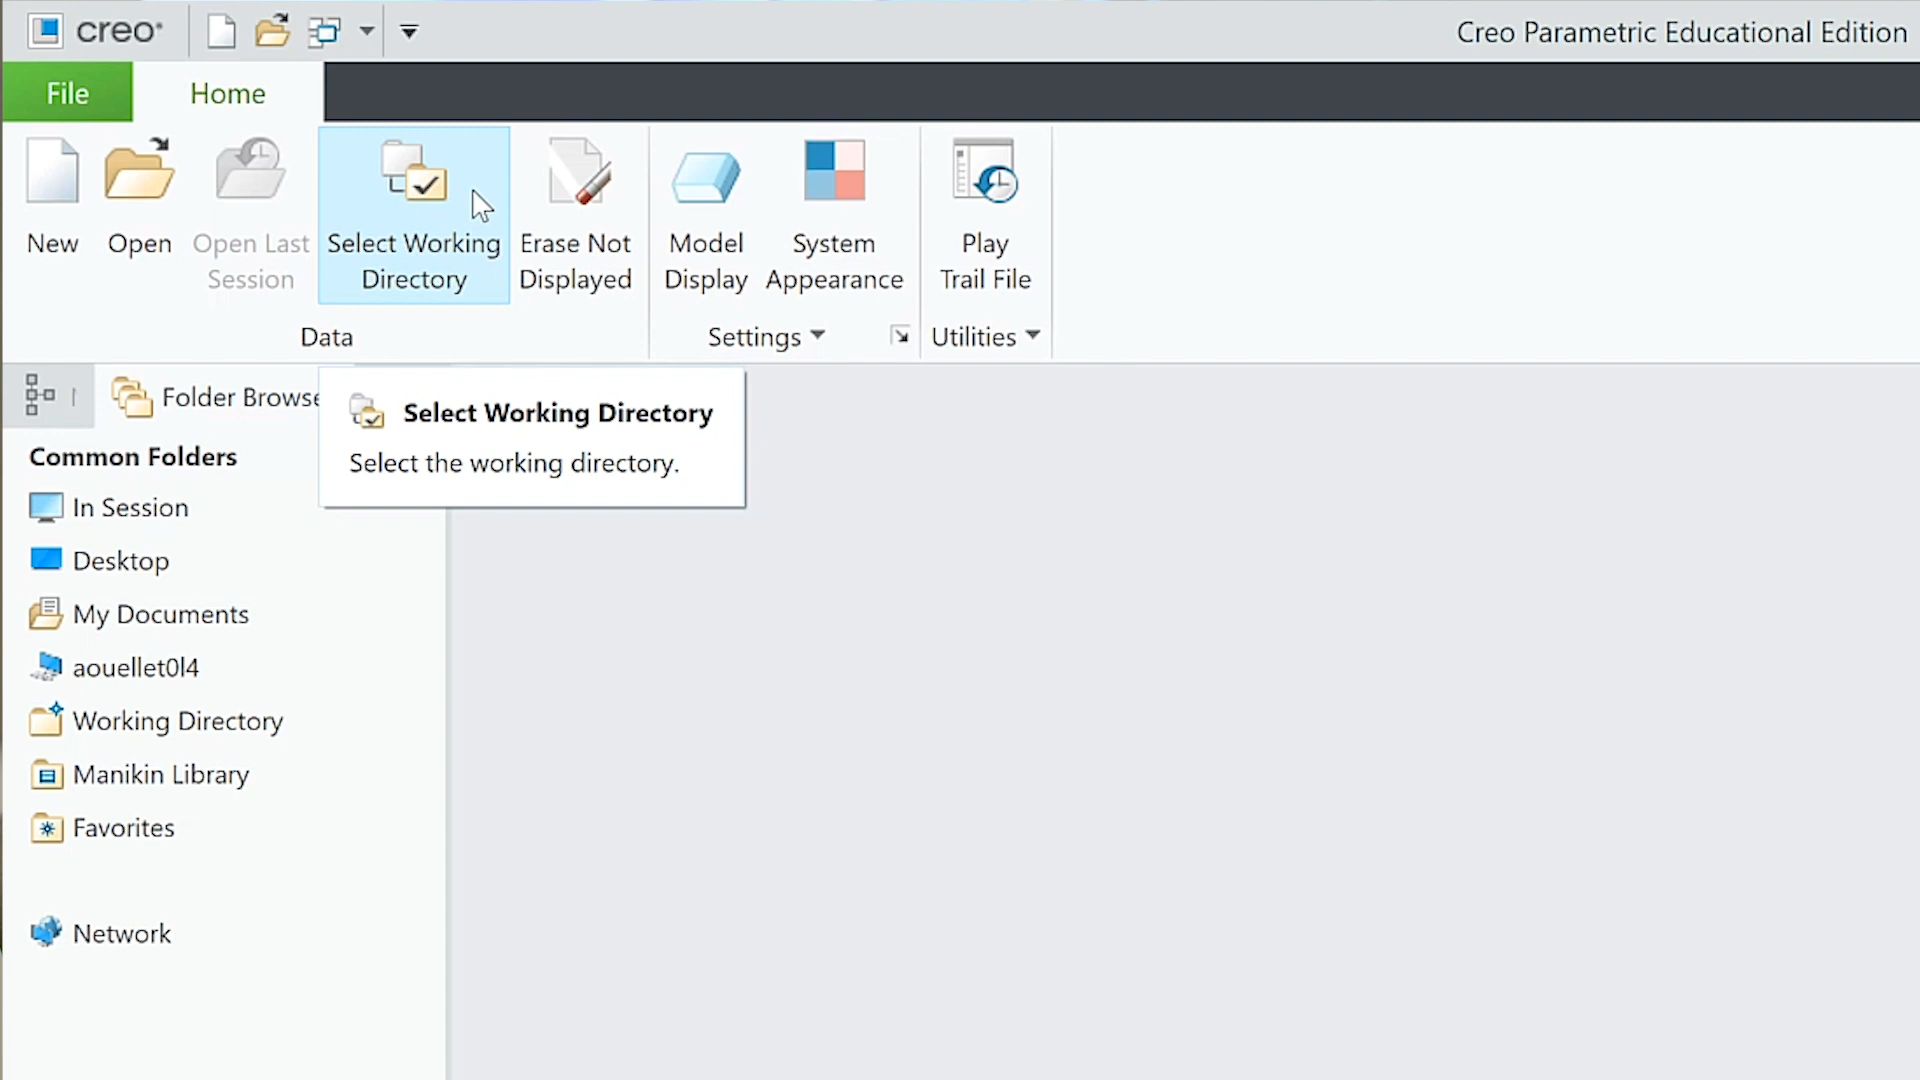 creo
Creo Parametric Educational Edition
File
Home
New
Open
Open Last
Session
Select Working
Directory
Erase Not
Displayed
Model
Display
System
Appearance
Play
Trail File
Data
Settings
Utilities
Folder Browse
Select Working Directory
Select the working directory.
Common Folders
In Session
Desktop
My Documents
aouellet0l4
Working Directory
Manikin Library
Favorites
Network